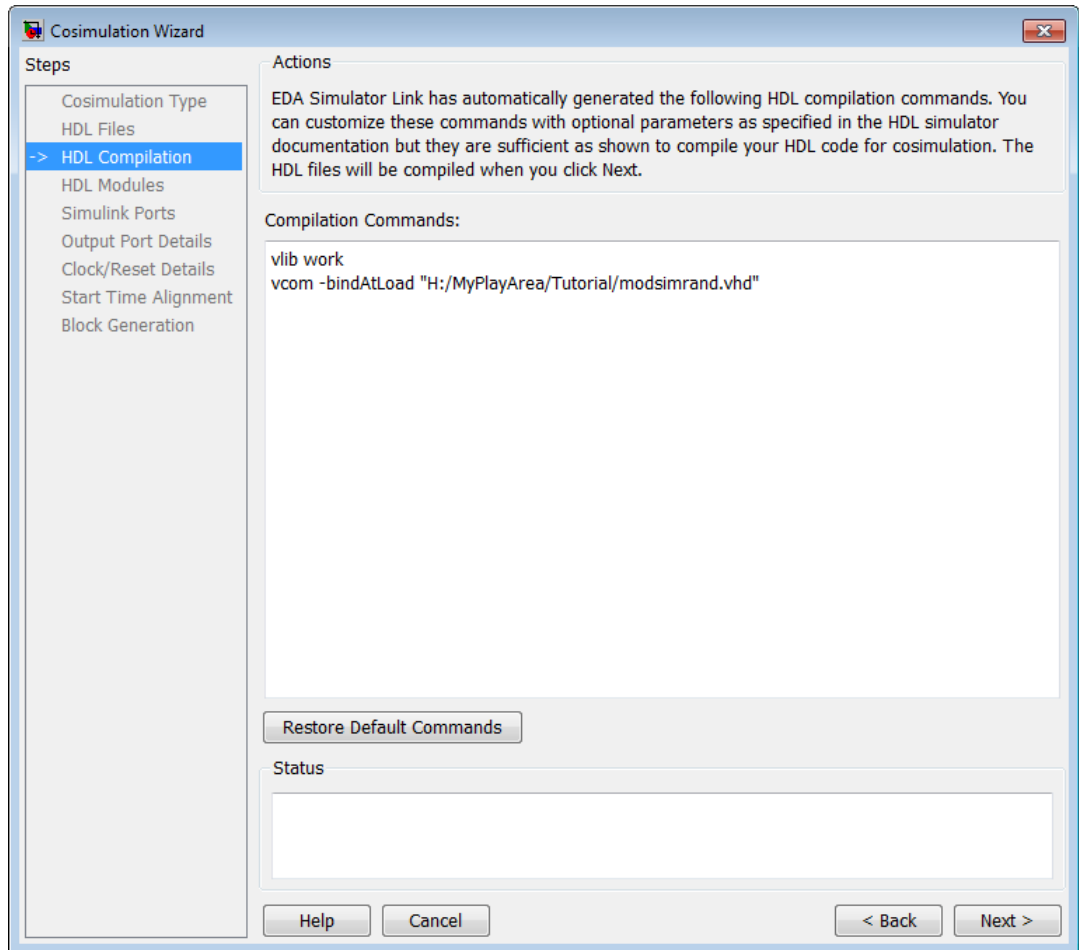 Cosimulation Wizard
Steps
Cosimulation Type
HDL Files
-> HDL Compilation
HDL Modules
Simulink Ports
Output Port Details
Clock/Reset Details
Start Time Alignment
Block Generation
Actions
EDA Simulator Link has automatically generated the following HDL compilation commands. You
can customize these commands with optional parameters as specified in the HDL simulator
documentation but they are sufficient as shown to compile your HDL code for cosimulation. The
HDL files will be compiled when you click Next.
Compilation Commands:
vlib work
vcom -bindAtLoad "H:/MyPlayArea/Tutorial/modsimrand.vhd"
Restore Default Commands
Status
Help Cancel < Back Next >